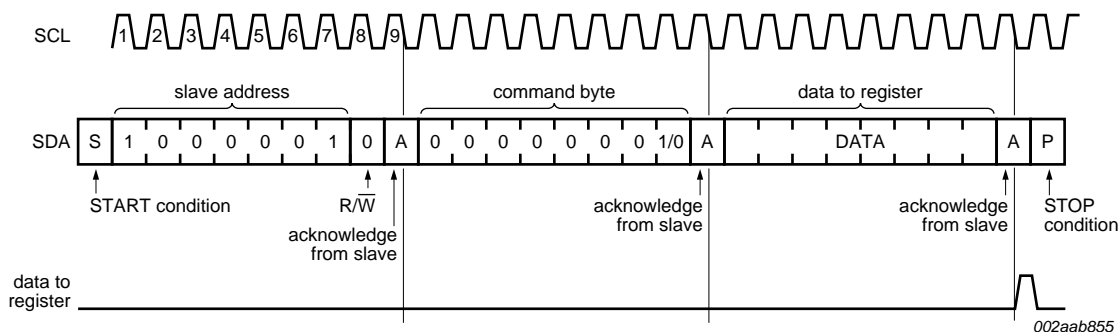 SCL 1 2 3 4 5 6 7 8 9
slave address command byte data to register
SDA S 1 0 0 0 0 0 1 0 A 0 0 0 0 0 0 0 1/0 A DATA A P
START condition R/W acknowledge from slave acknowledge from slave STOP condition
acknowledge from slave
data to register
002aab855